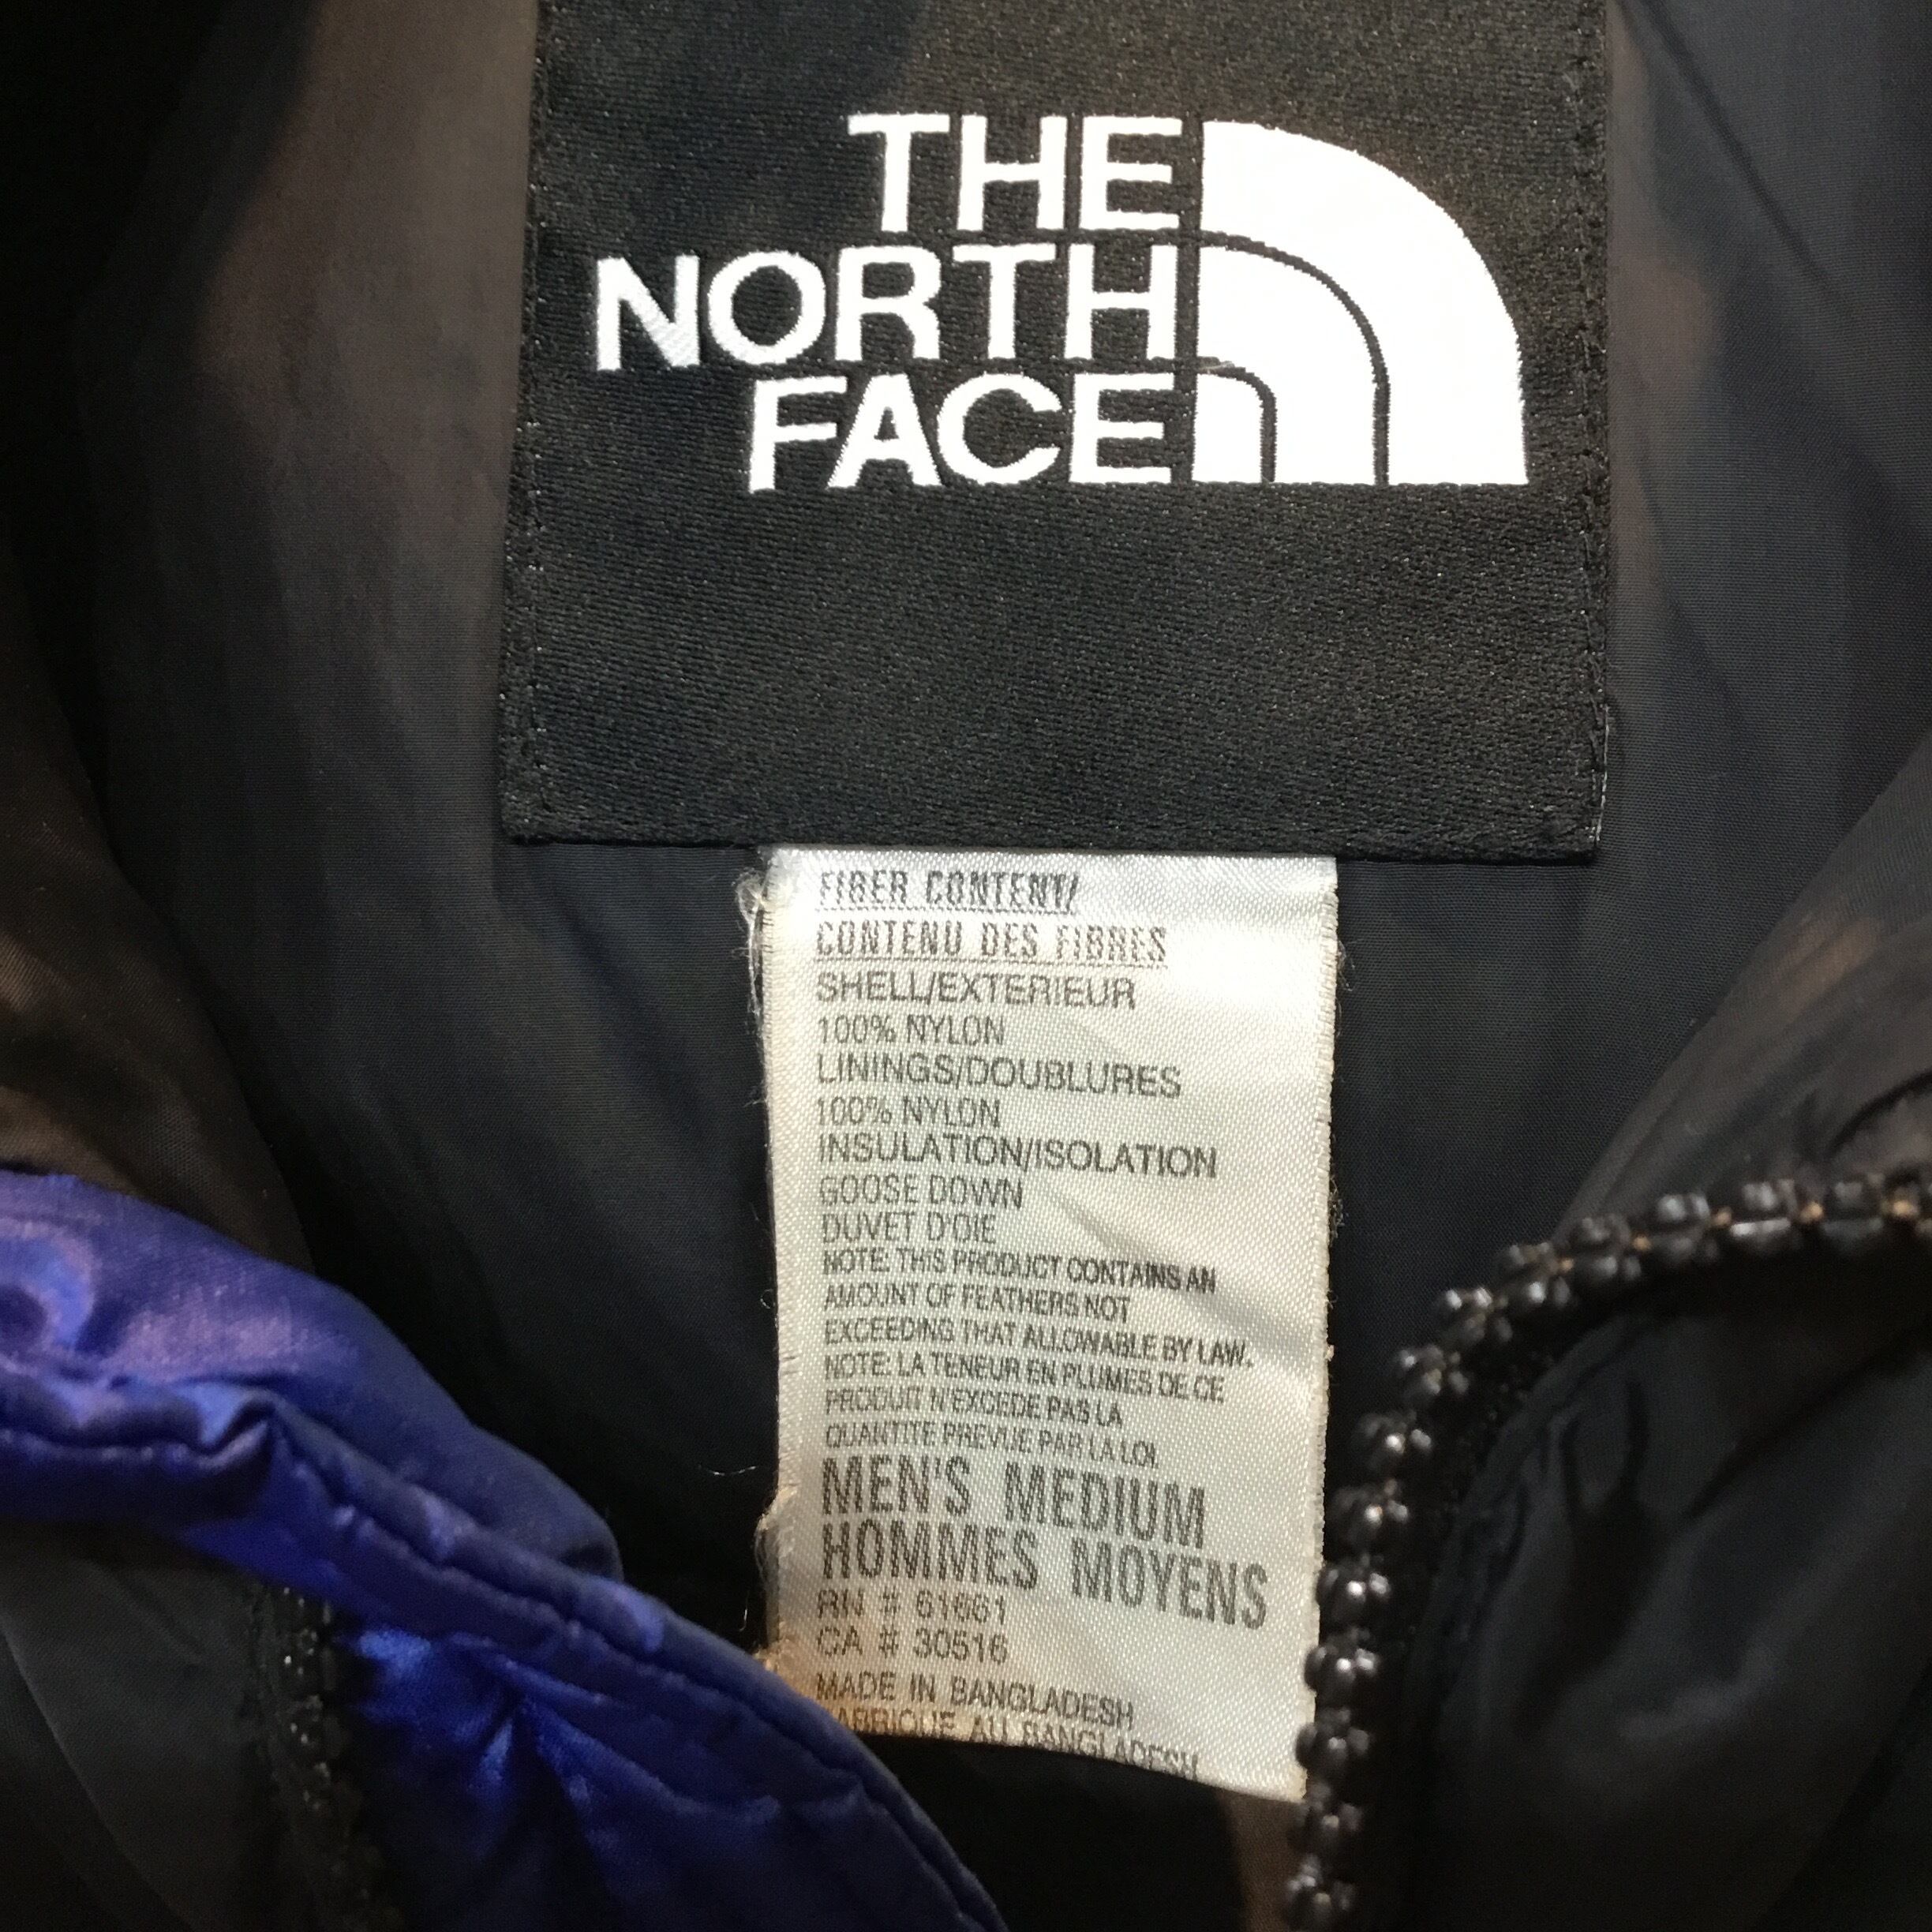 THE
NORTH
FACE
FIBER CONTENT/
CONTENU DES FIBRES
SHELL/EXTERIEUR
100% NYLON
LININGS/DOUBLURES
100% NYLON
INSULATION/ISOLATION
GOOSE DOWN
DUVET D'OIE
NOTE: THIS PRODUCT CONTAINS AN
AMOUNT OF FEATHERS NOT
EXCEEDING THAT ALLOWABLE BY LAW.
NOTE: LA TENEUR EN PLUMES DE CE
PRODUIT N'EXCEDE PAS LA
QUANTITE PREVUE PAR LA LOI
MEN'S MEDIUM
HOMMES MOYENS
RN # 61661
CA # 30516
MADE IN BANGLADESH
FABRIQUE AU BANGLADESH